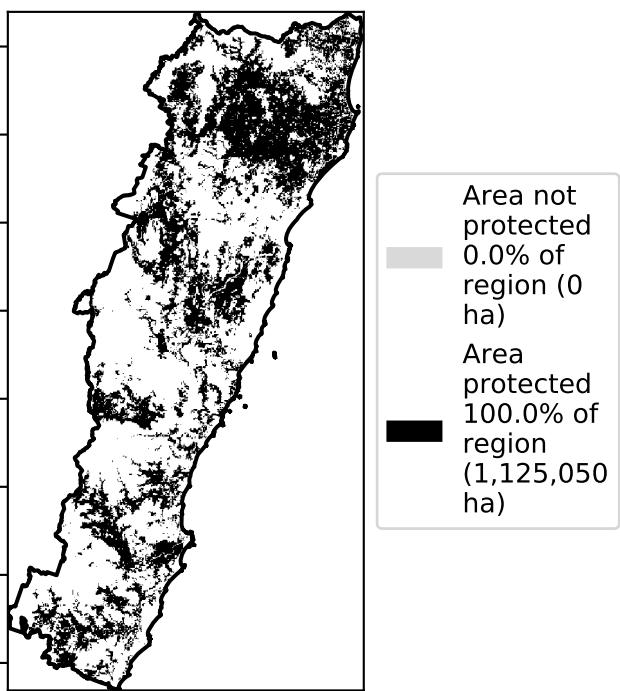 Area not
protected
0.0% of
region (0
ha)
Area
protected
100.0% of
region
(1,125,050
ha)